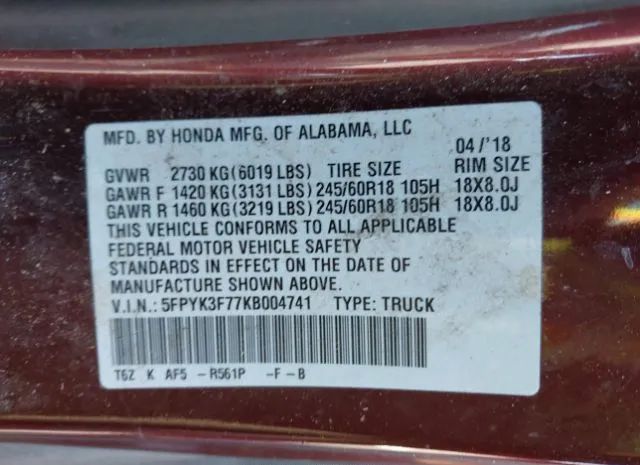 MFD. BY HONDA MFG. OF ALABAMA, LLC 04/'18
GVWR 2730 KG (6019 LBS) TIRE SIZE RIM SIZE
GAWR F 1420 KG (3131 LBS) 245/60R18 105H 18X8.0J
GAWR R 1460 KG (3219 LBS) 245/60R18 105H 18X8.0J
THIS VEHICLE CONFORMS TO ALL APPLICABLE
FEDERAL MOTOR VEHICLE SAFETY
STANDARDS IN EFFECT ON THE DATE OF
MANUFACTURE SHOWN ABOVE.
V.I.N.: 5FPYK3F77KB004741 TYPE: TRUCK
T6Z K AF5 - R561P -F-B